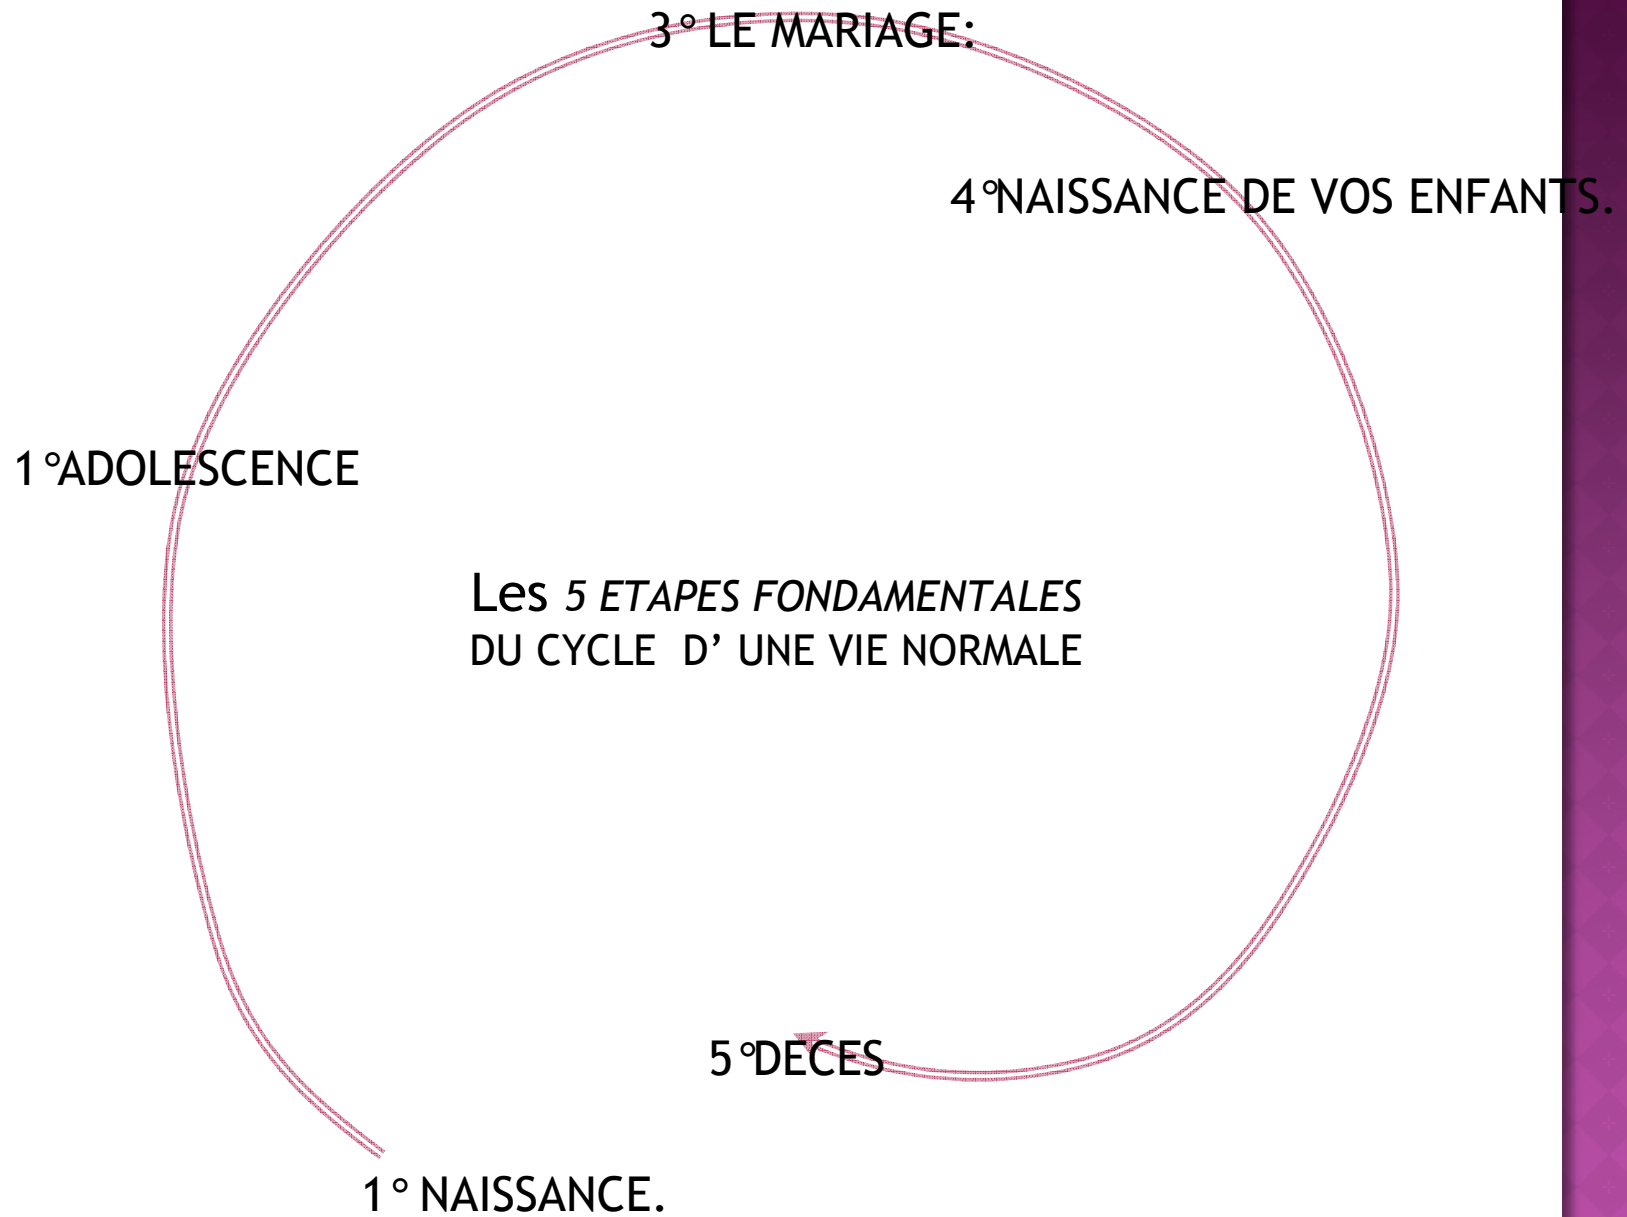 3° LE MARIAGE:
4°NAISSANCE DE VOS ENFANTS.
1°ADOLESCENCE
Les 5 ETAPES FONDAMENTALES
DU CYCLE D’ UNE VIE NORMALE
5°DECES
1° NAISSANCE.